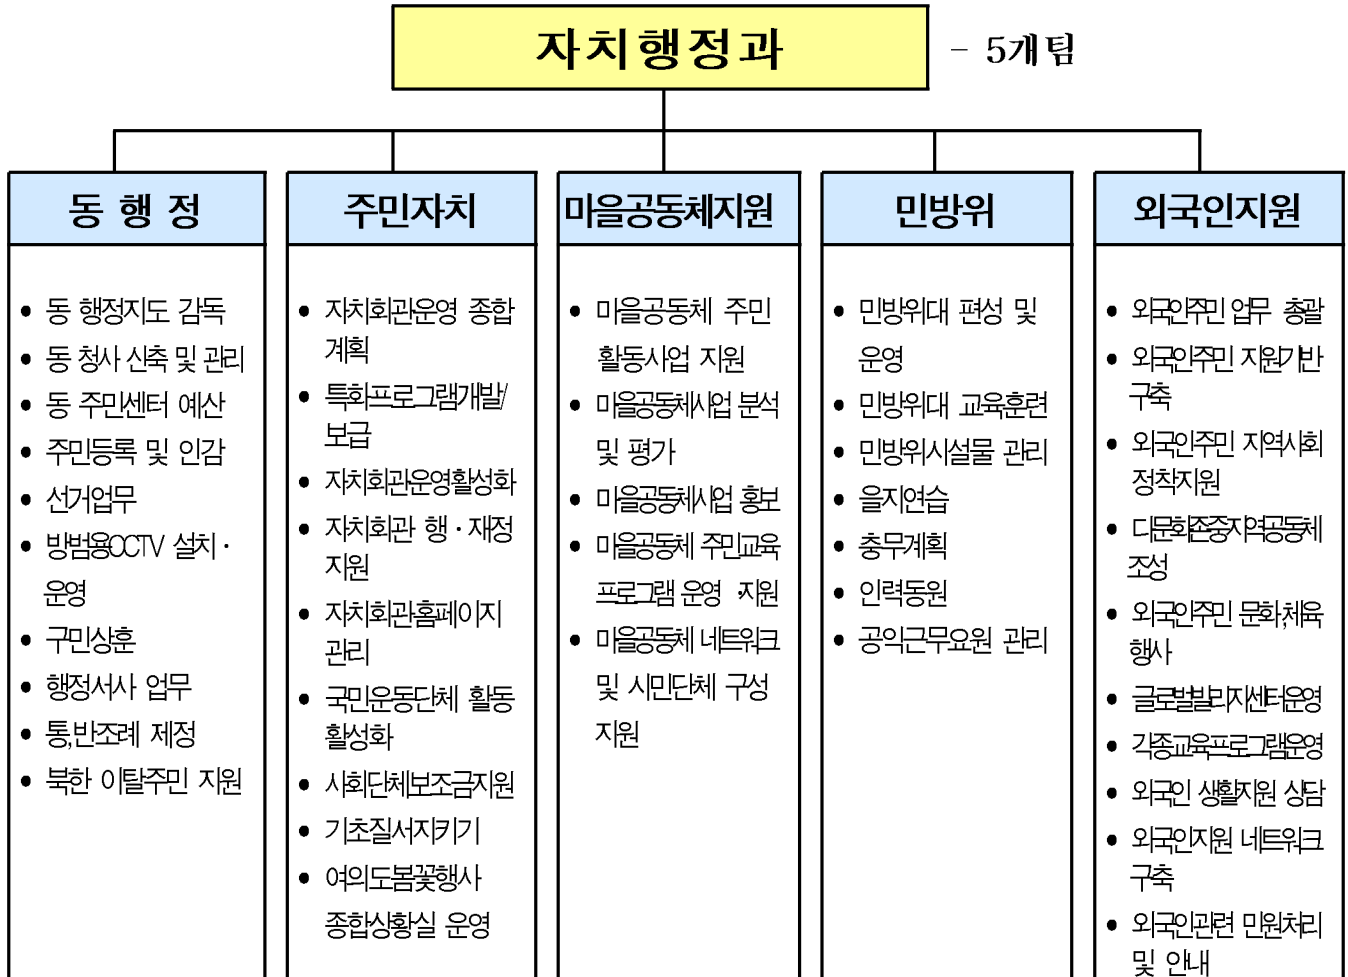 자치행정과
- 5개 팀
동 행 정
• 동 행정지도 감독
• 동 청사 신축 및 관리
• 동 주민센터 예산
• 주민등록 및 인감
• 선거업무
• 방범용CCTV 설치·
운영
• 구민상훈
• 행정서사 업무
• 통,반조례 제정
• 북한 이탈주민 지원
주민자치
• 자치회관운영 종합
계획
• 특화프로그램개발/
보급
• 자치회관운영활성화
• 자치회관 행·재정
지원
• 자치회관홈페이지
관리
• 국민운동단체 활동
활성화
• 사회단체보조금지원
• 기초질서지키기
• 여의도봄꽃행사
종합상황실 운영
마을공동체지원
• 마을공동체 주민
활동사업 지원
• 마을공동체사업 분석
및 평가
• 마을공동체사업 홍보
• 마을공동체 주민교육
프로그램 운영 ·지원
• 마을공동체 네트워크
및 시민단체 구성
지원
민방위
• 민방위대 편성 및
운영
• 민방위대 교육훈련
• 민방위시설물 관리
• 을지연습
• 충무계획
• 인력동원
• 공익근무요원 관리
외국인지원
• 외국인주민 업무 총괄
• 외국인주민 지원기반
구축
• 외국인주민 지역사회
정착지원
• 다문화존중지역공동체
조성
• 외국인주민 문화,체육
행사
• 글로벌빌리지센터운영
• 각종교육프로그램운영
• 외국인 생활지원 상담
• 외국인지원 네트워크
구축
• 외국인관련 민원처리
및 안내